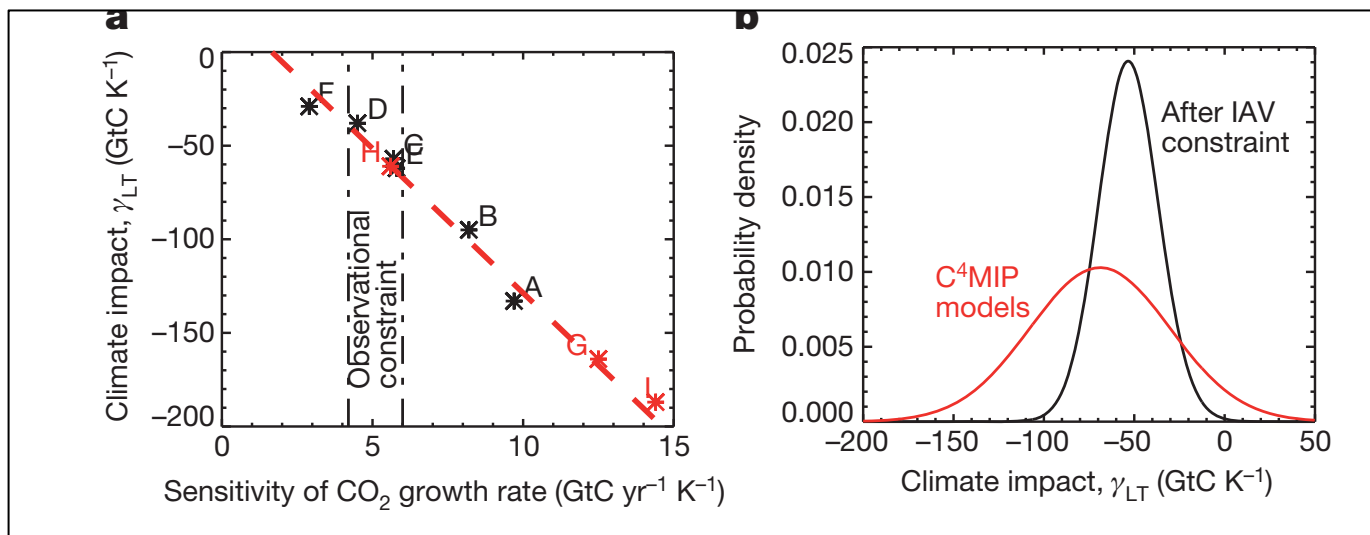 a
Climate impact, γLT (GtC K−1)
0
−50
−100
−150
−200
F
D
C
E
H
B
A
G
I
Observational
constraint
0
5
10
15
Sensitivity of CO2 growth rate (GtC yr−1 K−1)
b
Probability density
0.025
0.020
0.015
0.010
0.005
0.000
After IAV
constraint
C4MIP
models
−200
−150
−100
−50
0
50
Climate impact, γLT (GtC K−1)